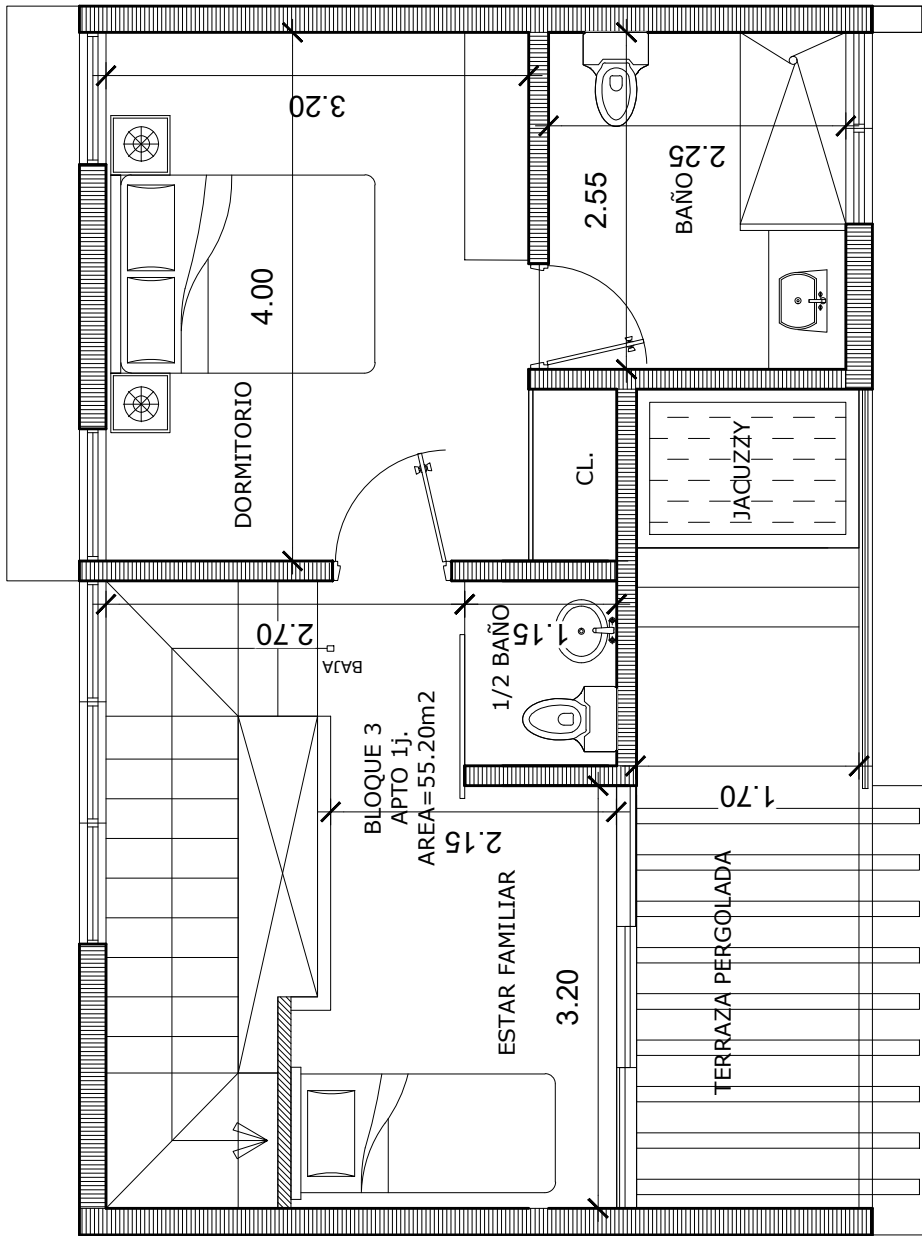 3.20
2.25
BAÑO
2.55
4.00
DORMITORIO
CL.
JACUZZY
2.70
BAJA
1.15
1/2 BAÑO
BLOQUE 3
APTO 1j.
AREA=55.20m2
2.15
1.70
ESTAR FAMILIAR
3.20
TERRAZA PERGOLADA